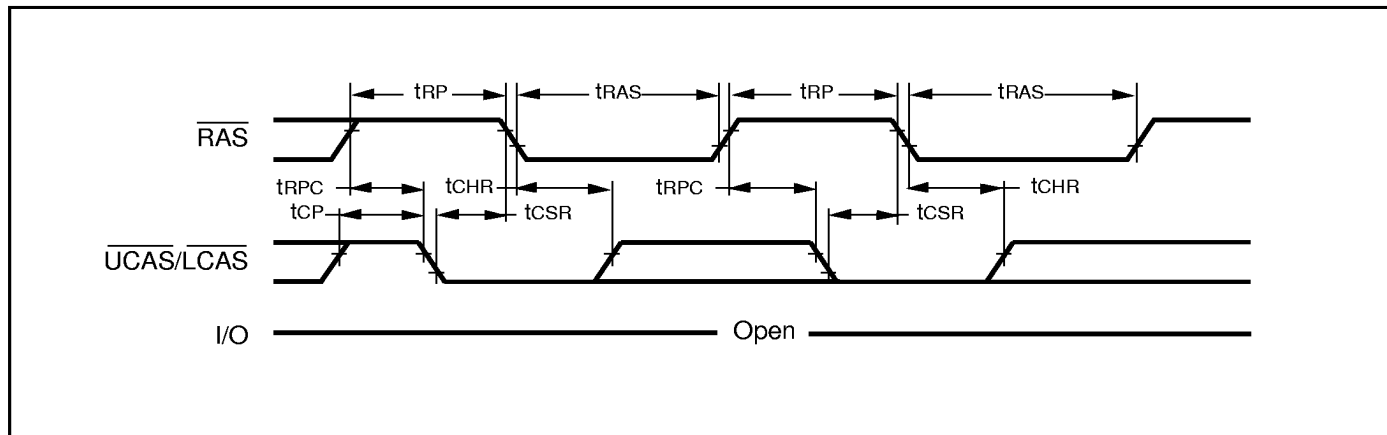 tRP tRAS tRP tRAS
RAS
tRPC tCHR tRPC tCHR
tCP tCSR tCSR
UCAS/LCAS
I/O Open